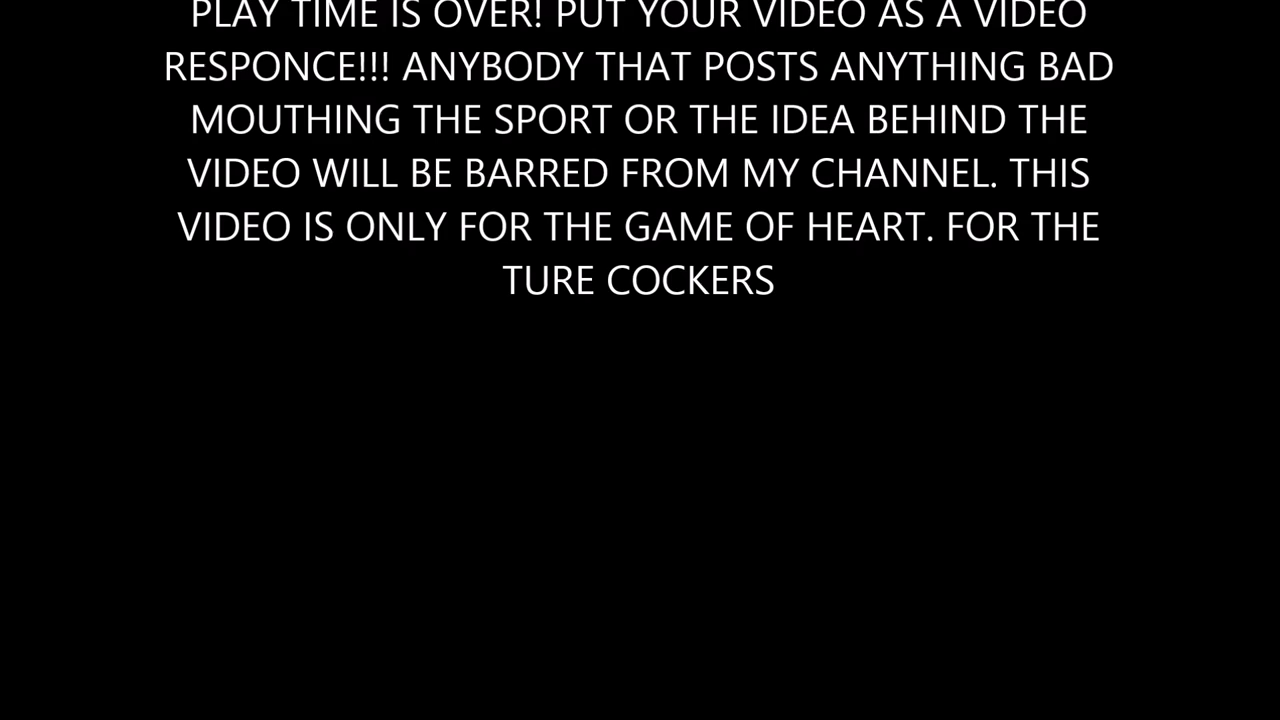 PLAY TIME IS OVER! PUT YOUR VIDEO AS A VIDEO
RESPONCE!!! ANYBODY THAT POSTS ANYTHING BAD
MOUTHING THE SPORT OR THE IDEA BEHIND THE
VIDEO WILL BE BARRED FROM MY CHANNEL. THIS
VIDEO IS ONLY FOR THE GAME OF HEART. FOR THE
TURE COCKERS